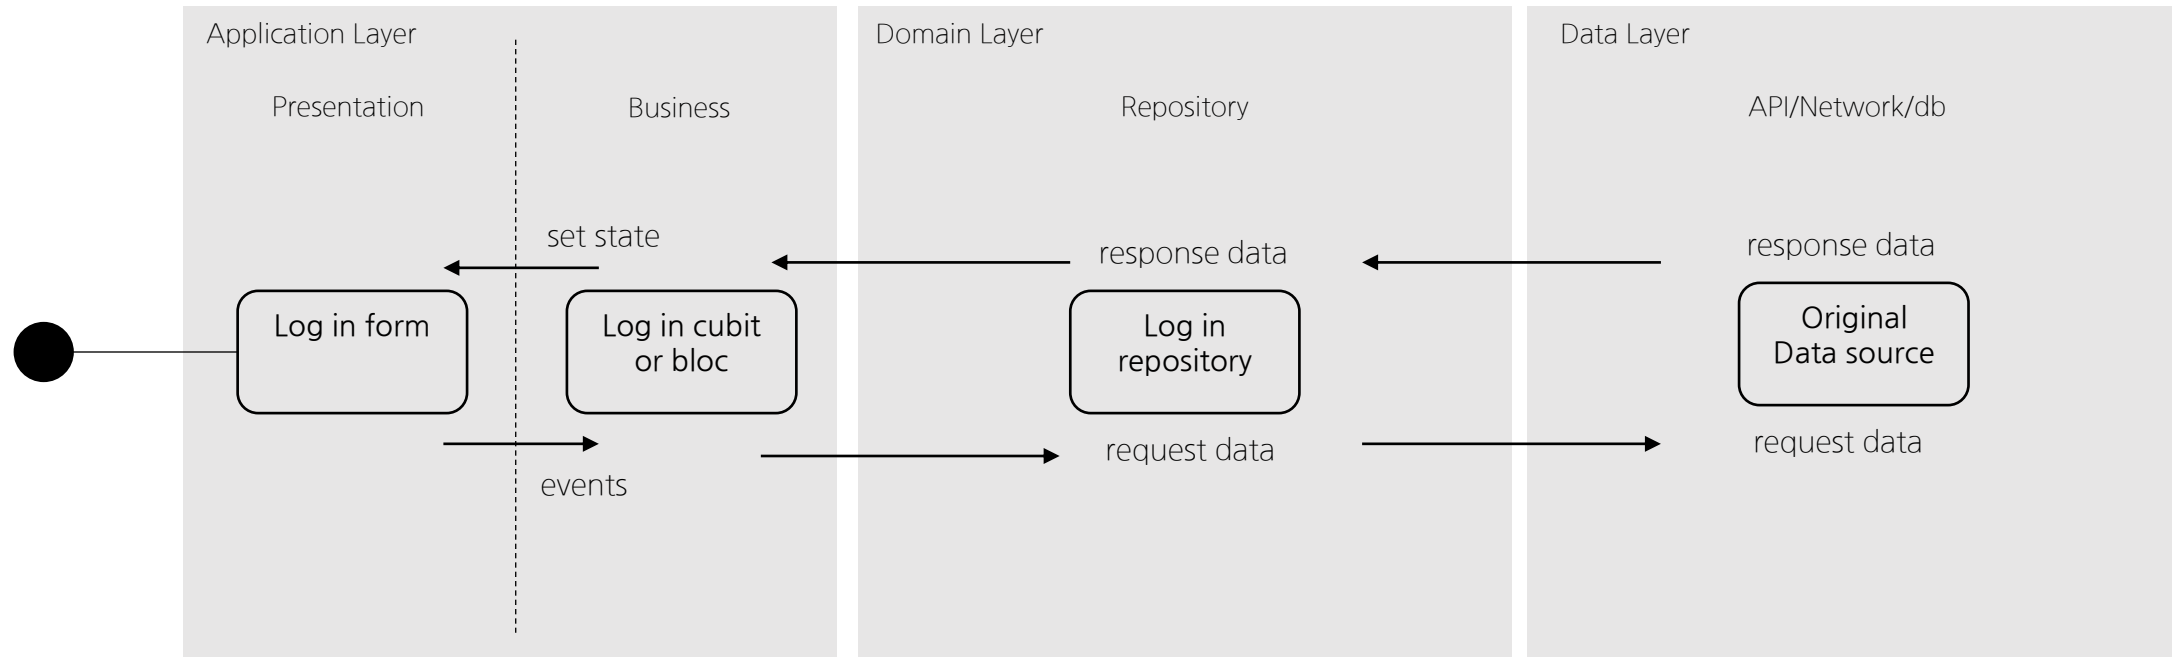 Application Layer
Domain Layer
Data Layer
Presentation
Business
Repository
API/Network/db
set state
response data
response data
Log in form
Log in cubit
or bloc
Log in
repository
Original
Data source
events
request data
request data